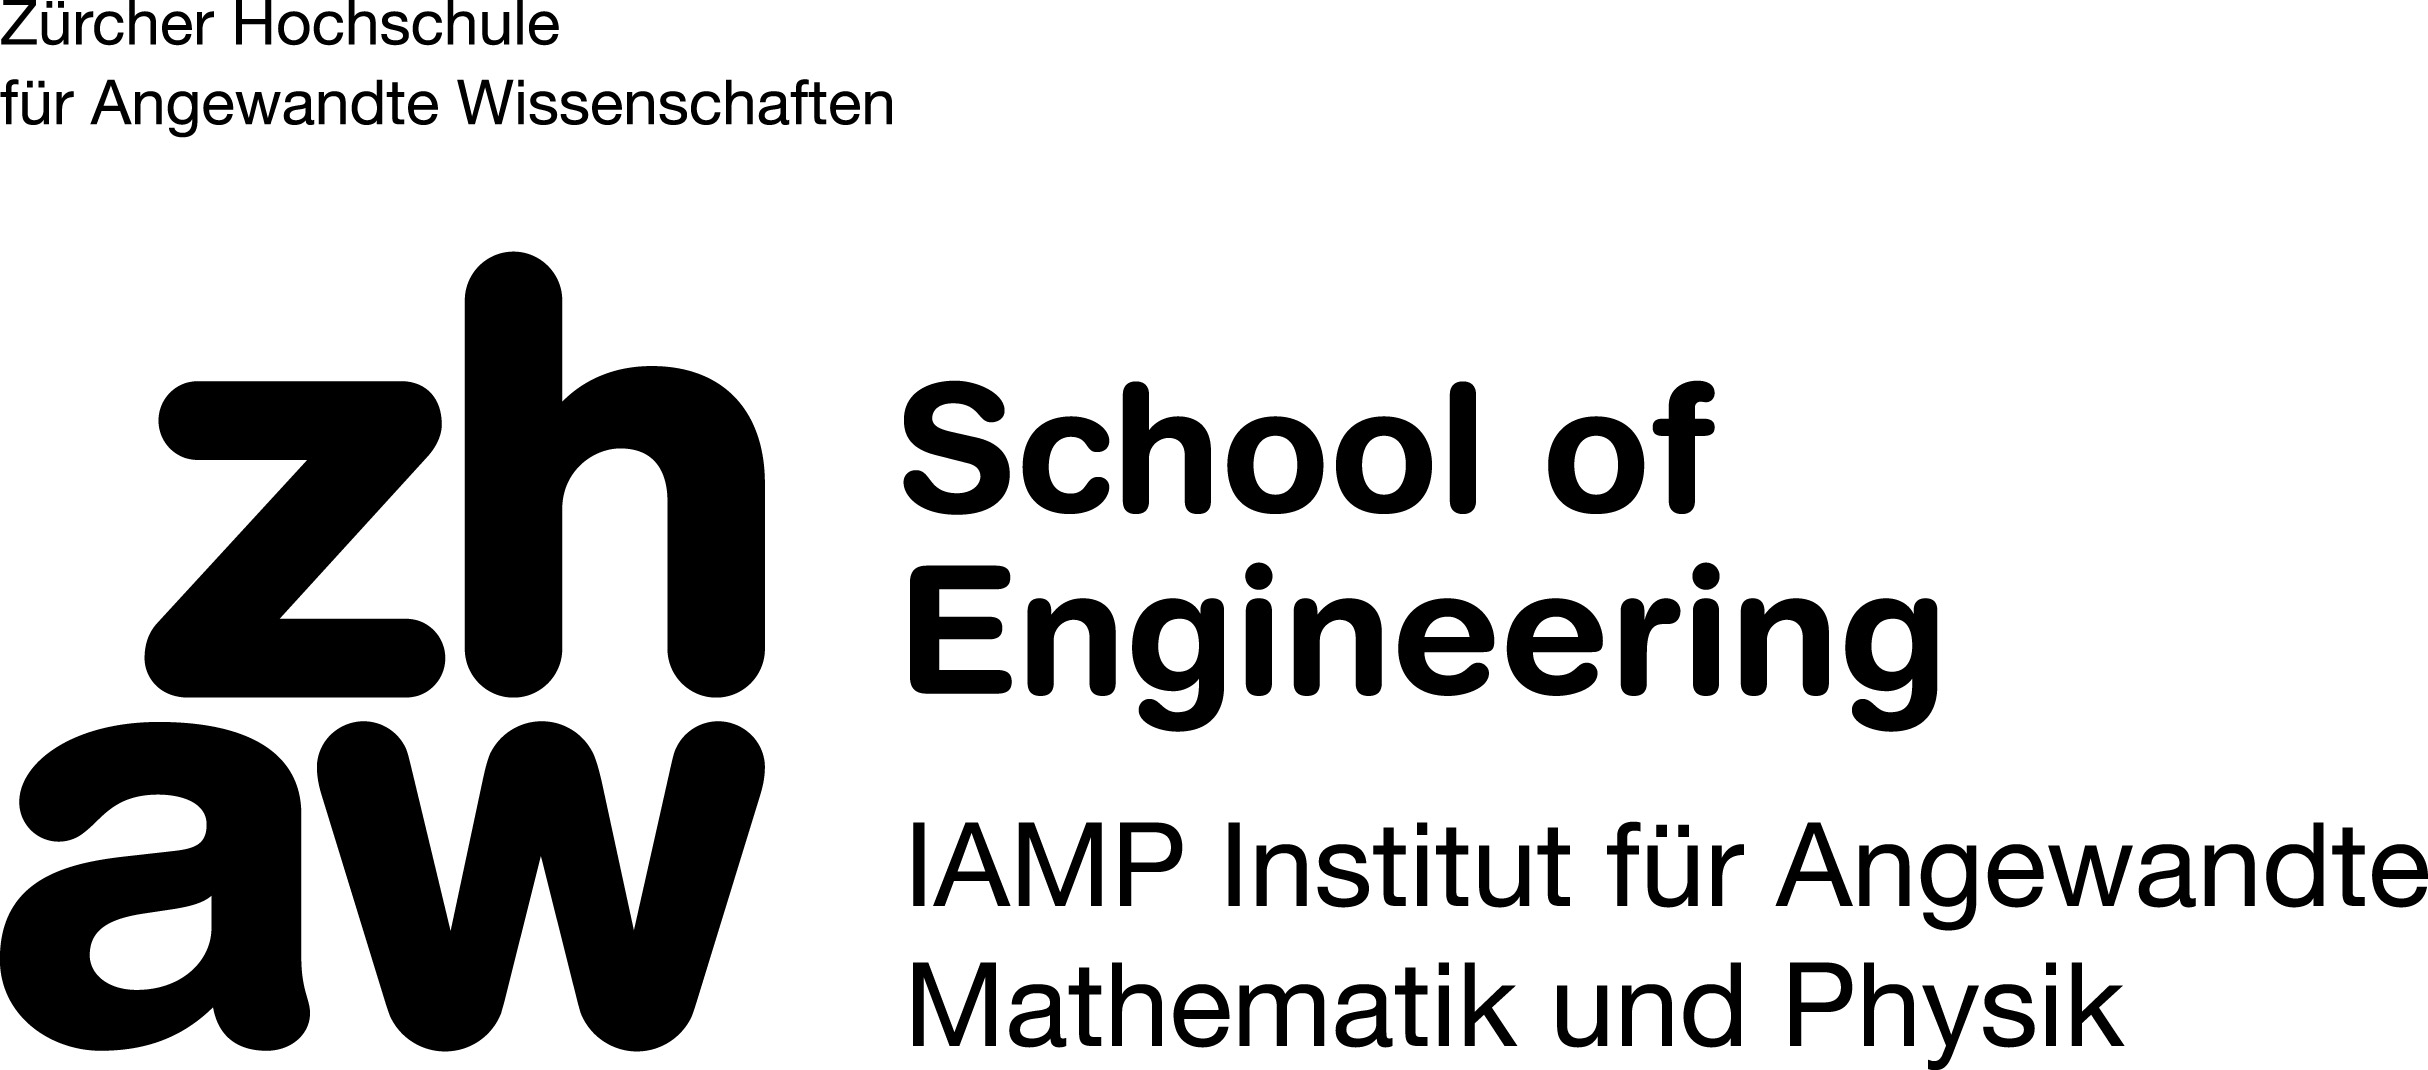 Zürcher Hochschule
für Angewandte Wissenschaften
zh
aw
School of
Engineering
IAMP Institut für Angewandte
Mathematik und Physik